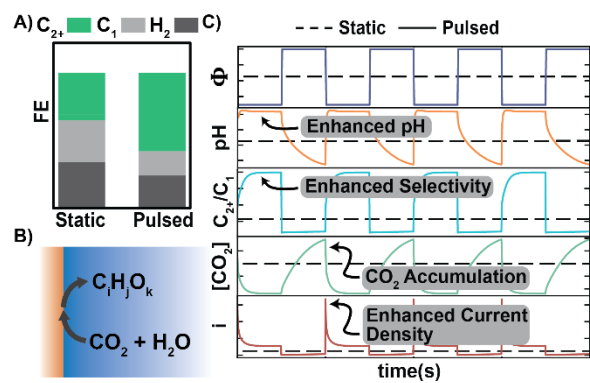 A) C₂₊ C₁ H₂ C)
FE
Static Pulsed
B)
CᵢHⱼOₖ
CO₂ + H₂O
Static Pulsed
Φ
pH
Enhanced pH
C₂₊/C₁
Enhanced Selectivity
[CO₂]
CO₂ Accumulation
i
Enhanced Current
Density
time(s)